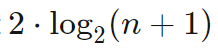 2 · log₂(n + 1)